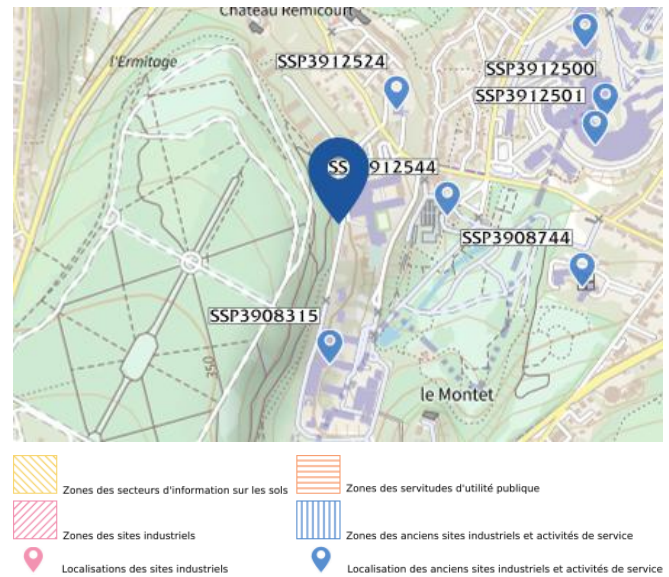 Château Remicourt
l'Ermitage
SSP3912524
SSP3912500
SSP3912501
SS 912544
SSP3908744
SSP3908315
350
le Montet
Zones des secteurs d'information sur les sols
Zones des servitudes d'utilité publique
Zones des sites industriels
Zones des anciens sites industriels et activités de service
Localisations des sites industriels
Localisation des anciens sites industriels et activités de service